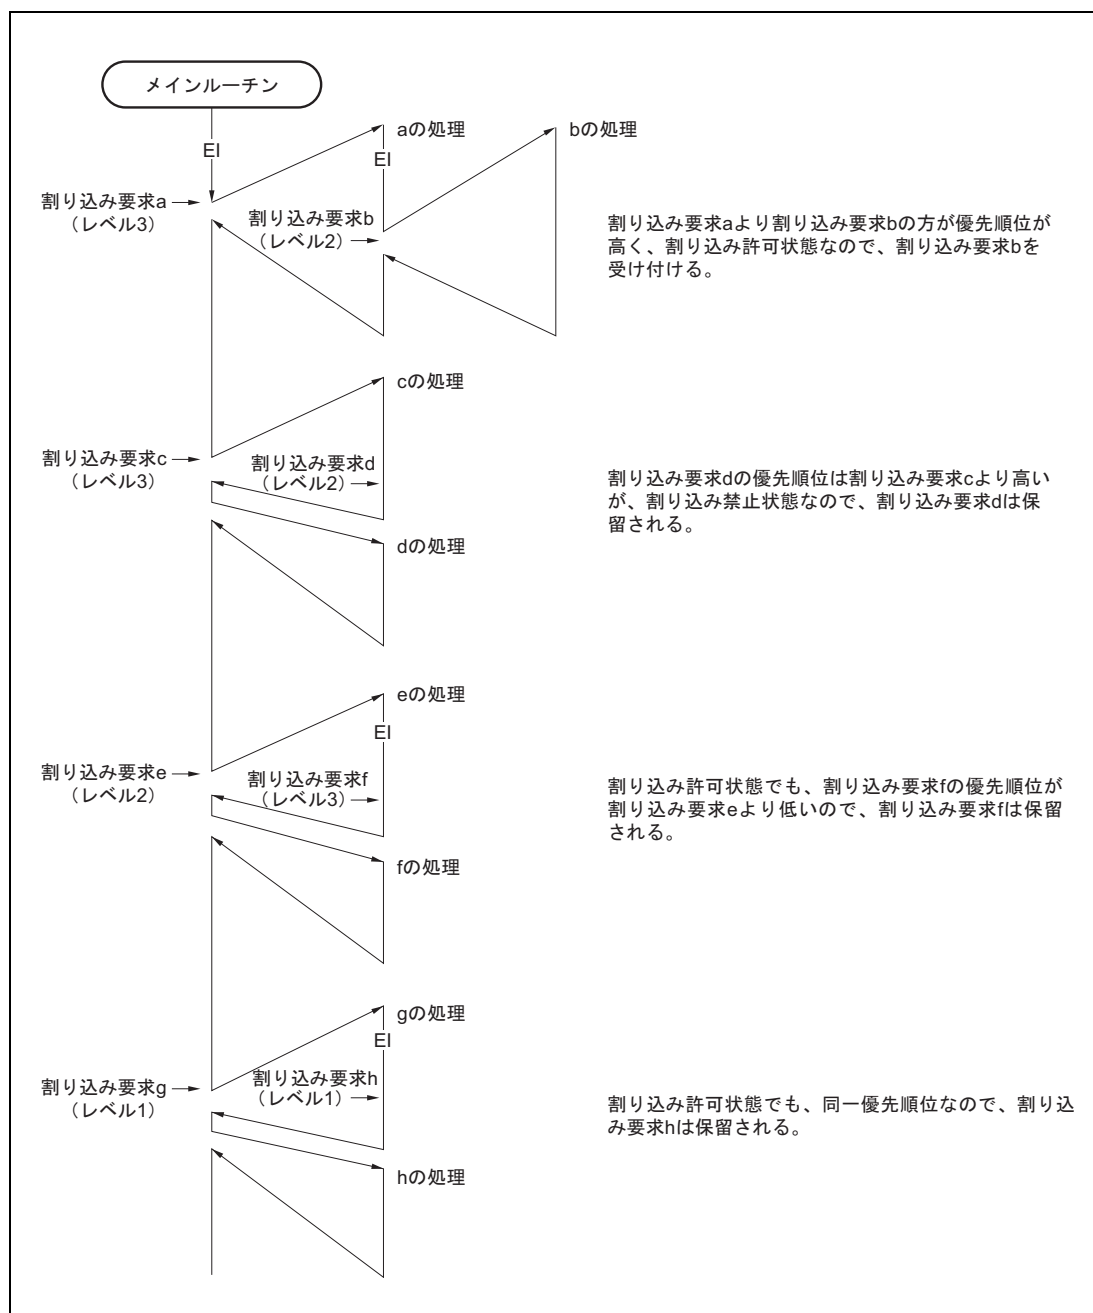 メインルーチン
EI
aの処理
EI
bの処理
割り込み要求a
（レベル3）
割り込み要求b
（レベル2）
割り込み要求aより割り込み要求bの方が優先順位が
高く、割り込み許可状態なので、割り込み要求bを
受け付ける。
cの処理
割り込み要求c
（レベル3）
割り込み要求d
（レベル2）
割り込み要求dの優先順位は割り込み要求cより高い
が、割り込み禁止状態なので、割り込み要求dは保
留される。
dの処理
eの処理
EI
割り込み要求e
（レベル2）
割り込み要求f
（レベル3）
割り込み許可状態でも、割り込み要求fの優先順位が
割り込み要求eより低いので、割り込み要求fは保留
される。
fの処理
gの処理
EI
割り込み要求g
（レベル1）
割り込み要求h
（レベル1）
割り込み許可状態でも、同一優先順位なので、割り込
み要求hは保留される。
hの処理